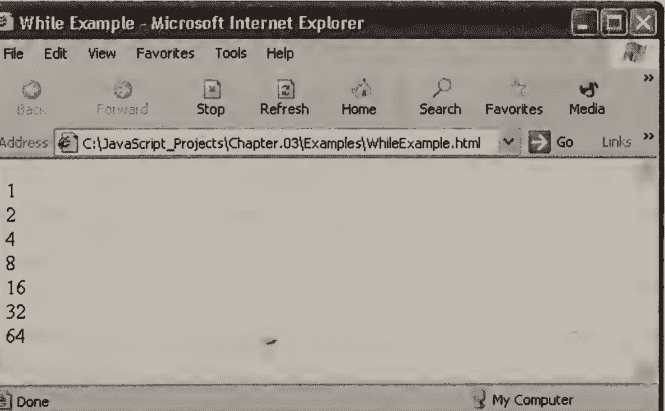 While Example - Microsoft Internet Explorer
File Edit View Favorites Tools Help
Back Forward Stop Refresh Home Search Favorites Media »
Address C:\JavaScript_Projects\Chapter.03\Examples\WhileExample.html Go Links »
1
2
4
8
16
32
64
Done My Computer